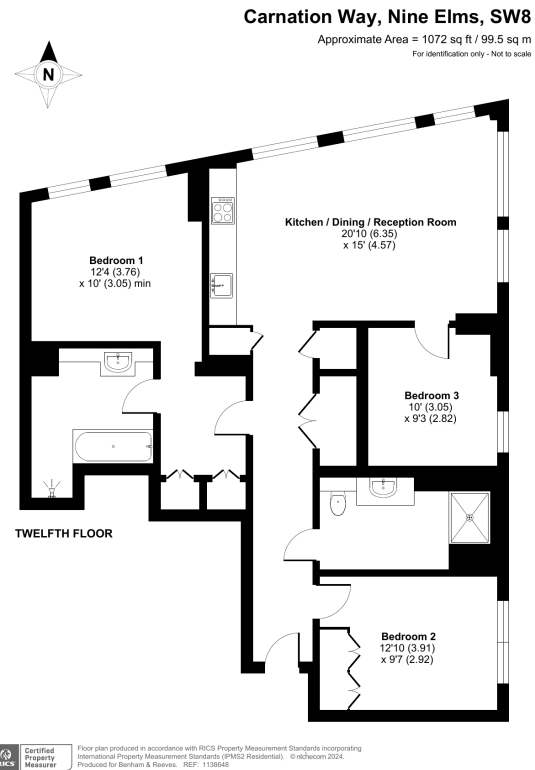 Carnation Way, Nine Elms, SW8
Approximate Area = 1072 sq ft / 99.5 sq m
For identification only - Not to scale
N
Kitchen / Dining / Reception Room
20'10 (6.35)
x 15' (4.57)
Bedroom 1
12'4 (3.76)
x 10' (3.05) min
Bedroom 3
10' (3.05)
x 9'3 (2.82)
TWELFTH FLOOR
Bedroom 2
12'10 (3.91)
x 9'7 (2.92)
RICS
Certified
Property
Measurer
Floor plan produced in accordance with RICS Property Measurement Standards incorporating
International Property Measurement Standards (IPMS2 Residential). © nichecom 2024.
Produced for Benham & Reeves. REF: 1138648